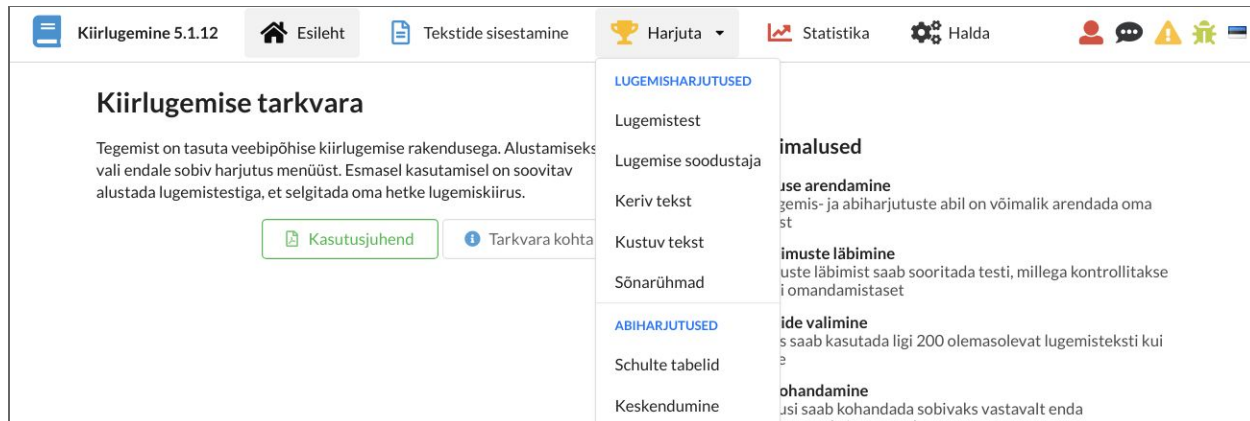 Kiirlugemine 5.1.12 Esileht Tekstide sisestamine Harjuta Statistika Halda
Kiirlugemise tarkvara
Tegemist on tasuta veebipõhise kiirlugemise rakendusega. Alustamiseks
vali endale sobiv harjutus menüüst. Esmasel kasutamisel on soovitav
alustada lugemistestiga, et selgitada oma hetke lugemiskiirus.
Kasutusjuhend Tarkvara kohta
LUGEMISHARJUTUSED
Lugemistest
Lugemise soodustaja
Keriv tekst
Kustuv tekst
Sõnarühmad
ABIHARJUTUSED
Schulte tabelid
Keskendumine
imalused
use arendamine
gemis- ja abiharjutuste abil on võimalik arendada oma
st
imuste läbimine
uste läbimist saab sooritada testi, millega kontrollitakse
i omandamistaset
ide valimine
s saab kasutada ligi 200 olemasolevat lugemisteksti kui
e
ohandamine
usi saab kohandada sobivaks vastavalt enda